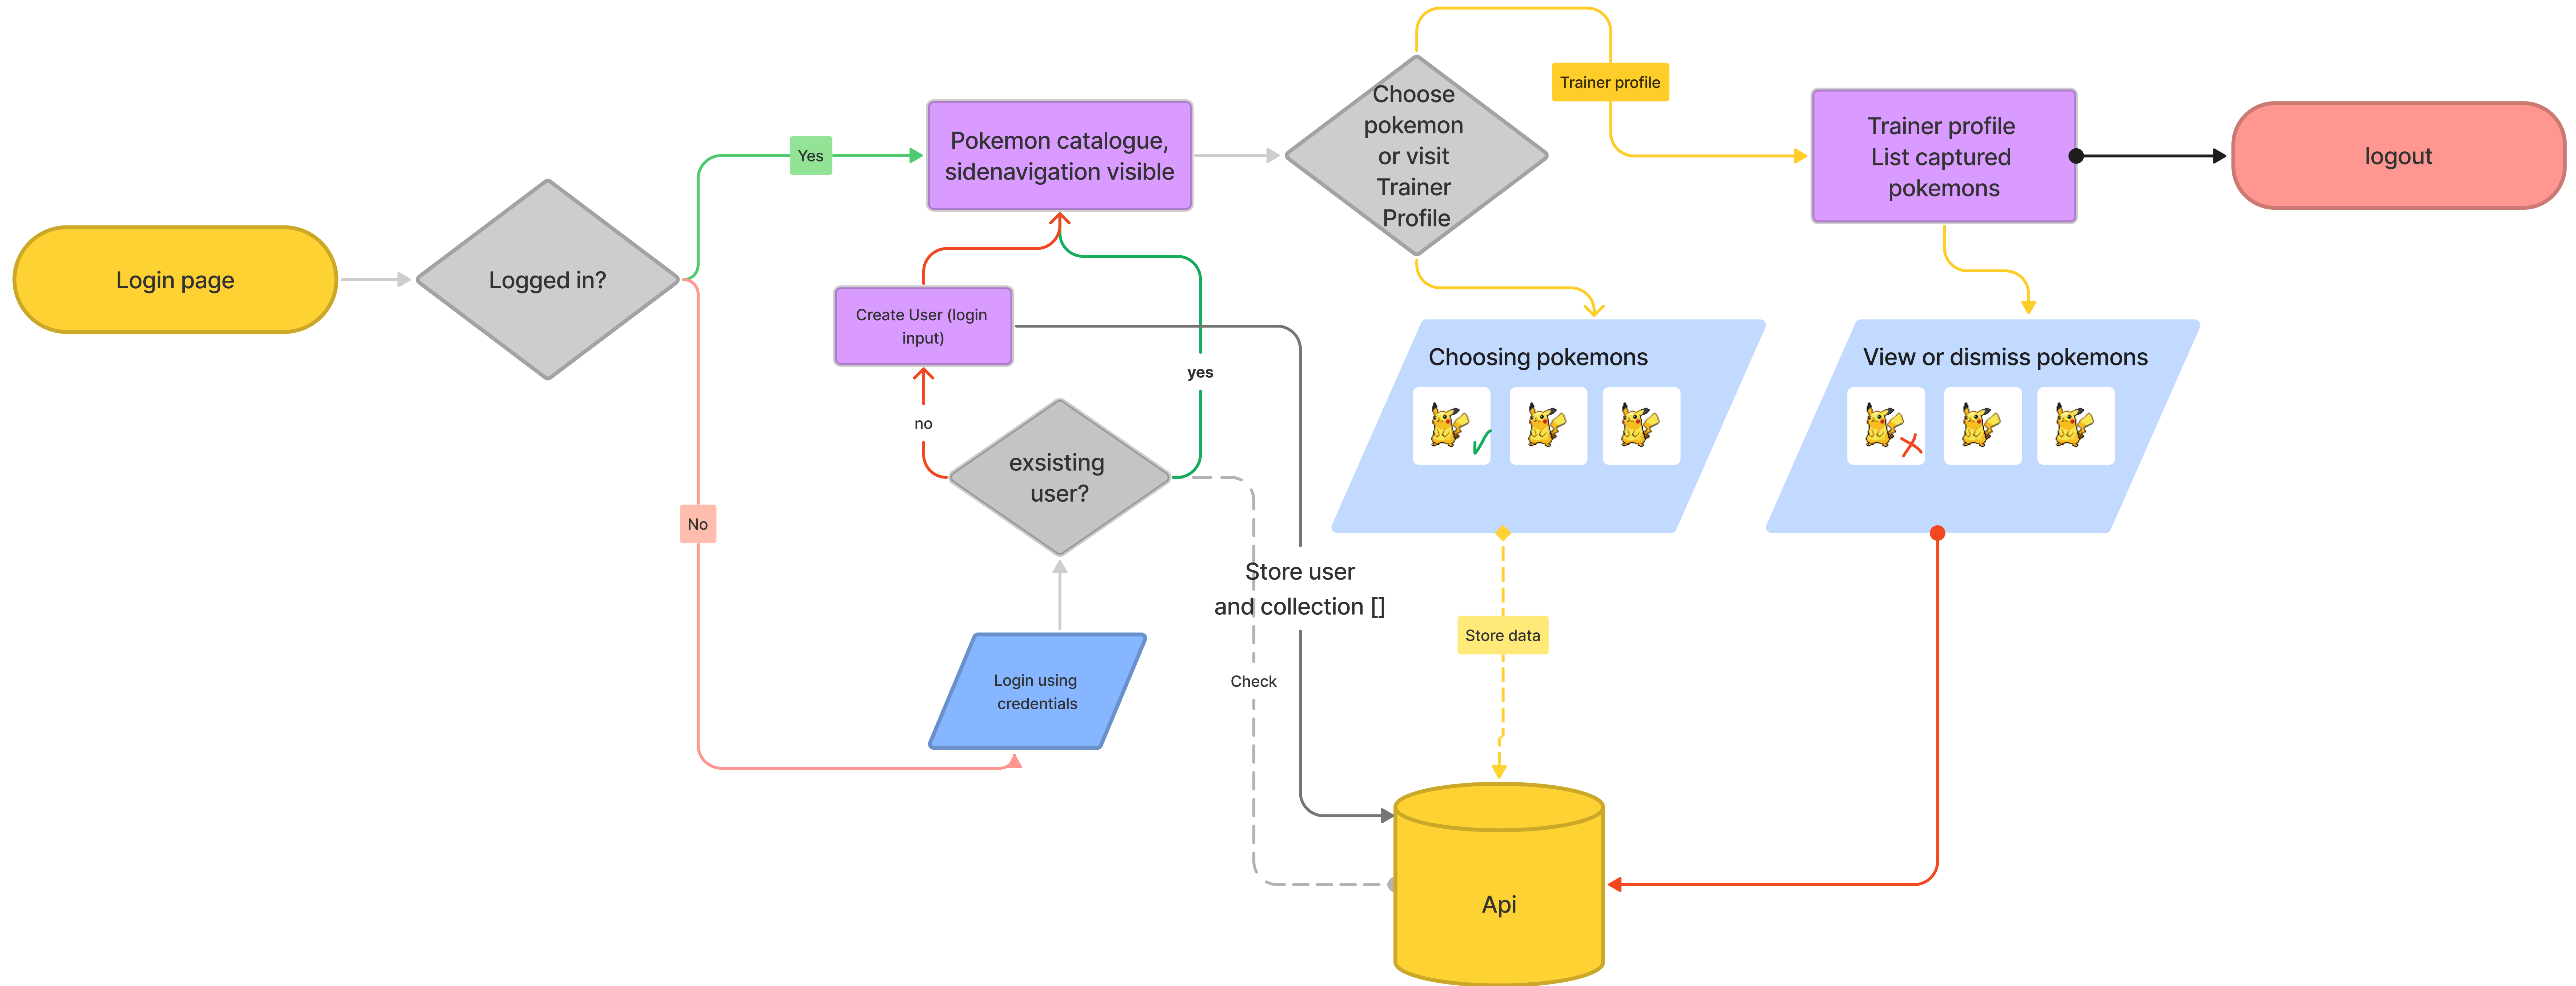 Login page
Logged in?
Yes
No
Pokemon catalogue,
sidenavigation visible
Create User (login
input)
no
exsisting
user?
yes
Login using
credentials
Choose
pokemon
or visit
Trainer
Profile
Trainer profile
Trainer profile
List captured
pokemons
logout
Choosing pokemons
View or dismiss pokemons
Store user
and collection []
Check
Store data
Api